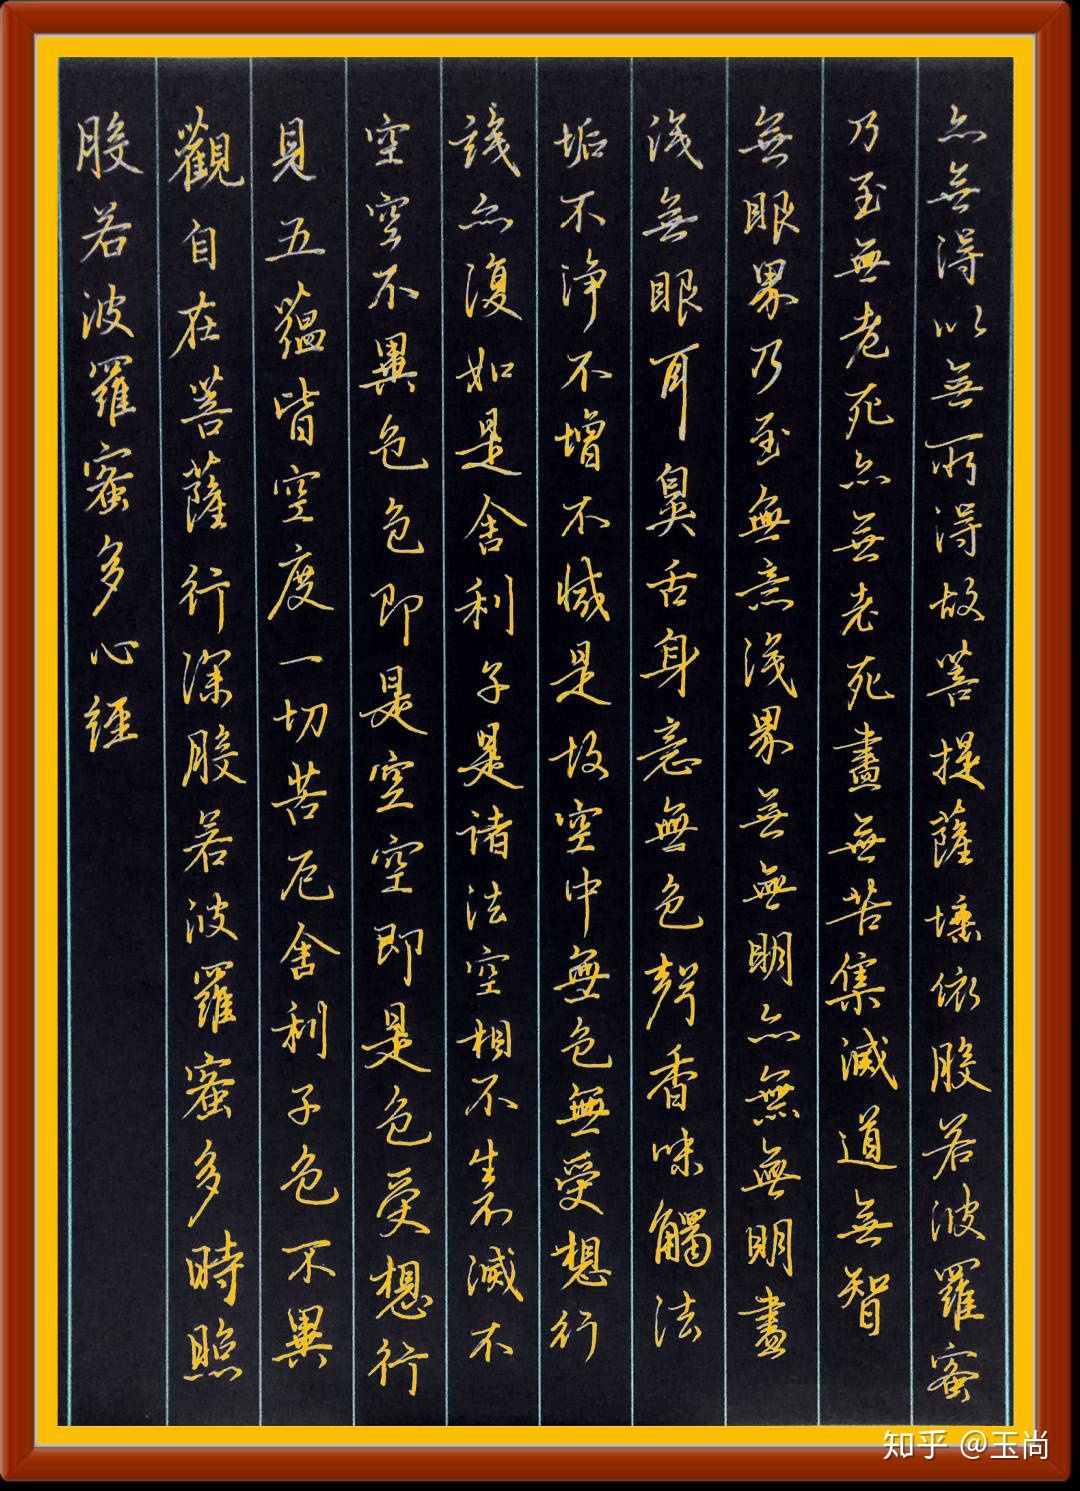 般若波羅蜜多心經
觀自在菩薩行深般若波羅蜜多時照
見五蘊皆空度一切苦厄舍利子色不異
空空不異色色即是空空即是色受想行
識亦復如是舍利子是諸法空相不生不滅不
垢不淨不增不減是故空中無色無受想行
識無眼耳鼻舌身意無色聲香味觸法
無眼界乃至無意識界無無明亦無無明盡
乃至無老死亦無老死盡無苦集滅道無智
亦無得以無所得故菩提薩埵依般若波羅蜜
知乎 @玉尚